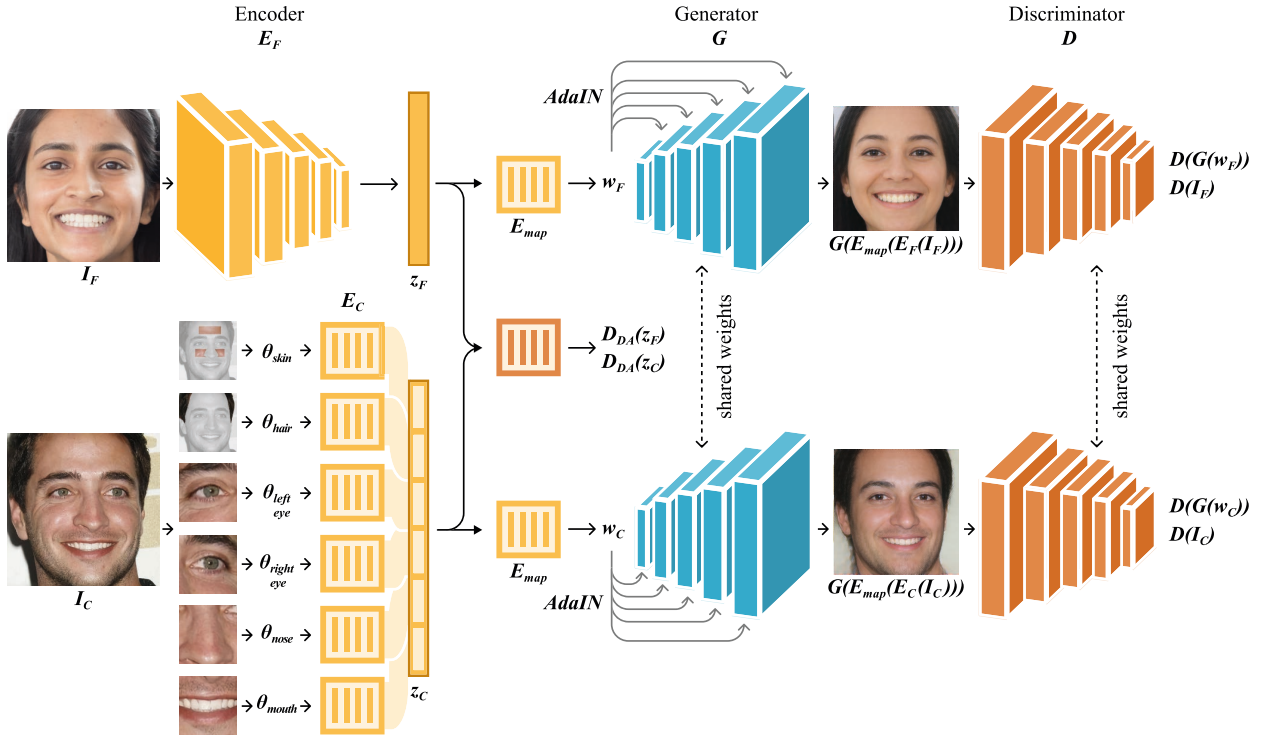 Encoder
E_F
Generator
G
Discriminator
D
AdaIN
I_F
z_F
E_map
w_F
G(E_map(E_F(I_F)))
D(G(w_F))
D(I_F)
E_C
θ_skin
θ_hair
θ_left eye
θ_right eye
θ_nose
θ_mouth
I_C
z_C
D_DA(z_F)
D_DA(z_C)
shared weights
shared weights
E_map
w_C
AdaIN
G(E_map(E_C(I_C)))
D(G(w_C))
D(I_C)